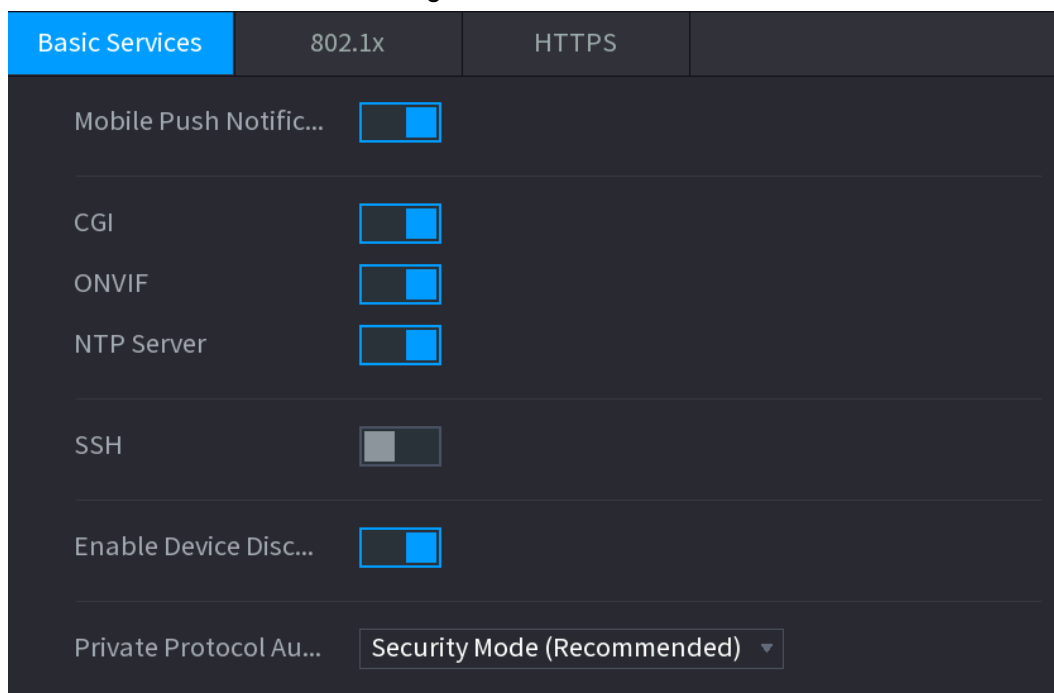 Basic Services 802.1x HTTPS
Mobile Push Notific...
CGI
ONVIF
NTP Server
SSH
Enable Device Disc...
Private Protocol Au... Security Mode (Recommended)